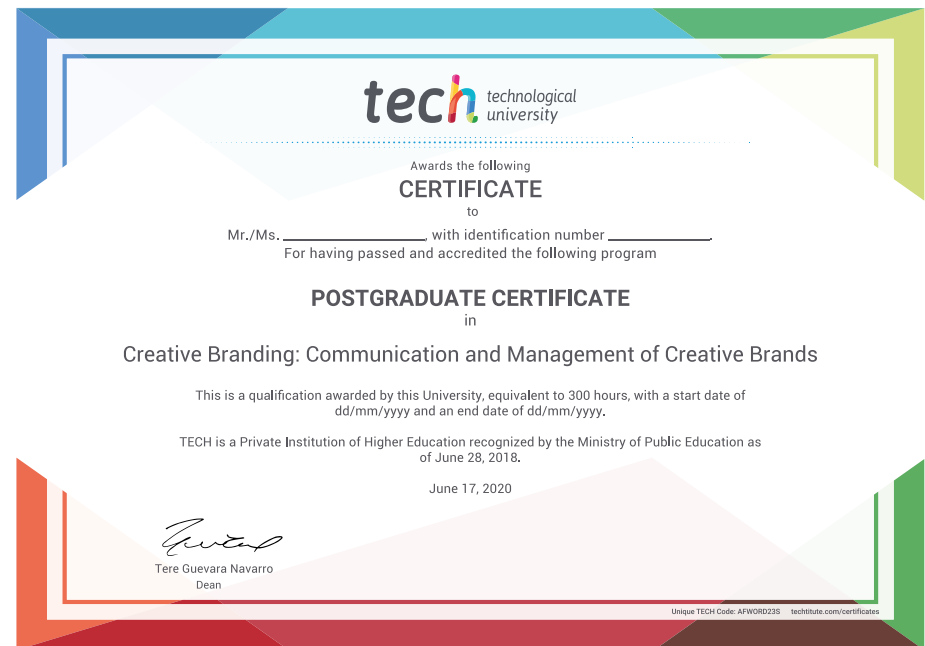 tech technological
university
Awards the following
CERTIFICATE
to
Mr./Ms. ____________________, with identification number ______________.
For having passed and accredited the following program
POSTGRADUATE CERTIFICATE
in
Creative Branding: Communication and Management of Creative Brands
This is a qualification awarded by this University, equivalent to 300 hours, with a start date of
dd/mm/yyyy and an end date of dd/mm/yyyy.
TECH is a Private Institution of Higher Education recognized by the Ministry of Public Education as
of June 28, 2018.
June 17, 2020
Tere Guevara Navarro
Dean
Unique TECH Code: AFWORD23S techtitute.com/certificates